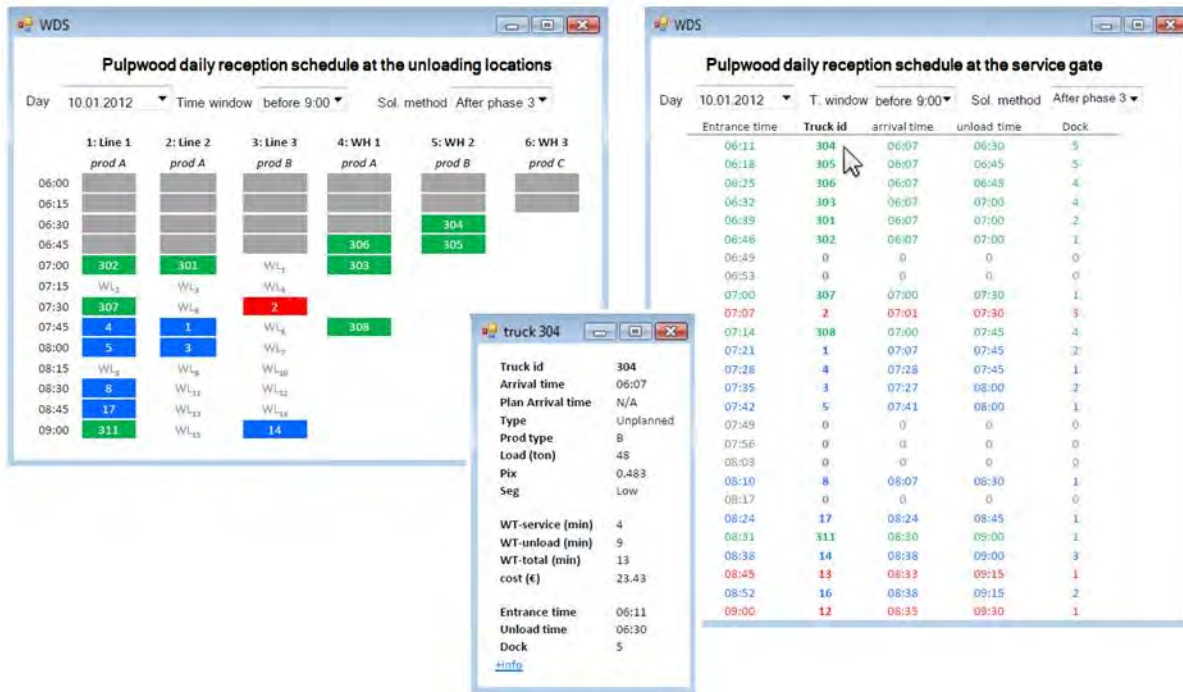 WDS
Pulpwood daily reception schedule at the unloading locations
Day 10.01.2012 Time window before 9:00 Sol. method After phase 3
1: Line 1 2: Line 2 3: Line 3 4: WH 1 5: WH 2 6: WH 3
prod A prod A prod B prod A prod B prod C
06:00
06:15
06:30 304
06:45 306 305
07:00 302 301 WL1 303
07:15 WL2 WL3 WL4
07:30 307 2
07:45 4 1 WL6 308
08:00 5 3 WL7
08:15 WL8 WL9 WL10
08:30 8 WL11 WL12
08:45 17 WL13 WL14
09:00 311 WL15 14
WDS
Pulpwood daily reception schedule at the service gate
Day 10.01.2012 T. window before 9:00 Sol. method After phase 3
Entrance time Truck id arrival time unload time Dock
06:11 304 06:07 06:30 5
06:18 305 06:07 06:45 5
06:25 306 06:07 06:45 4
06:32 303 06:07 07:00 4
06:39 301 06:07 07:00 2
06:46 302 06:07 07:00 1
06:49 0 0 0 0
06:53 0 0 0 0
07:00 307 07:00 07:30 1
07:07 2 07:01 07:30 3
07:14 308 07:00 07:45 4
07:21 1 07:07 07:45 2
07:28 4 07:28 07:45 1
07:35 3 07:27 08:00 2
07:42 5 07:41 08:00 1
07:49 0 0 0 0
07:56 0 0 0 0
08:03 0 0 0 0
08:10 8 08:07 08:30 1
08:17 0 0 0 0
08:24 17 08:24 08:45 1
08:31 311 08:30 09:00 1
08:38 14 08:38 09:00 3
08:45 13 08:33 09:15 1
08:52 16 08:38 09:15 2
09:00 12 08:35 09:30 1
truck 304
Truck id 304
Arrival time 06:07
Plan Arrival time N/A
Type Unplanned
Prod type B
Load (ton) 48
Pix 0.483
Seg Low
WT-service (min) 4
WT-unload (min) 9
WT-total (min) 13
cost (€) 23.43
Entrance time 06:11
Unload time 06:30
Dock 5
+Info